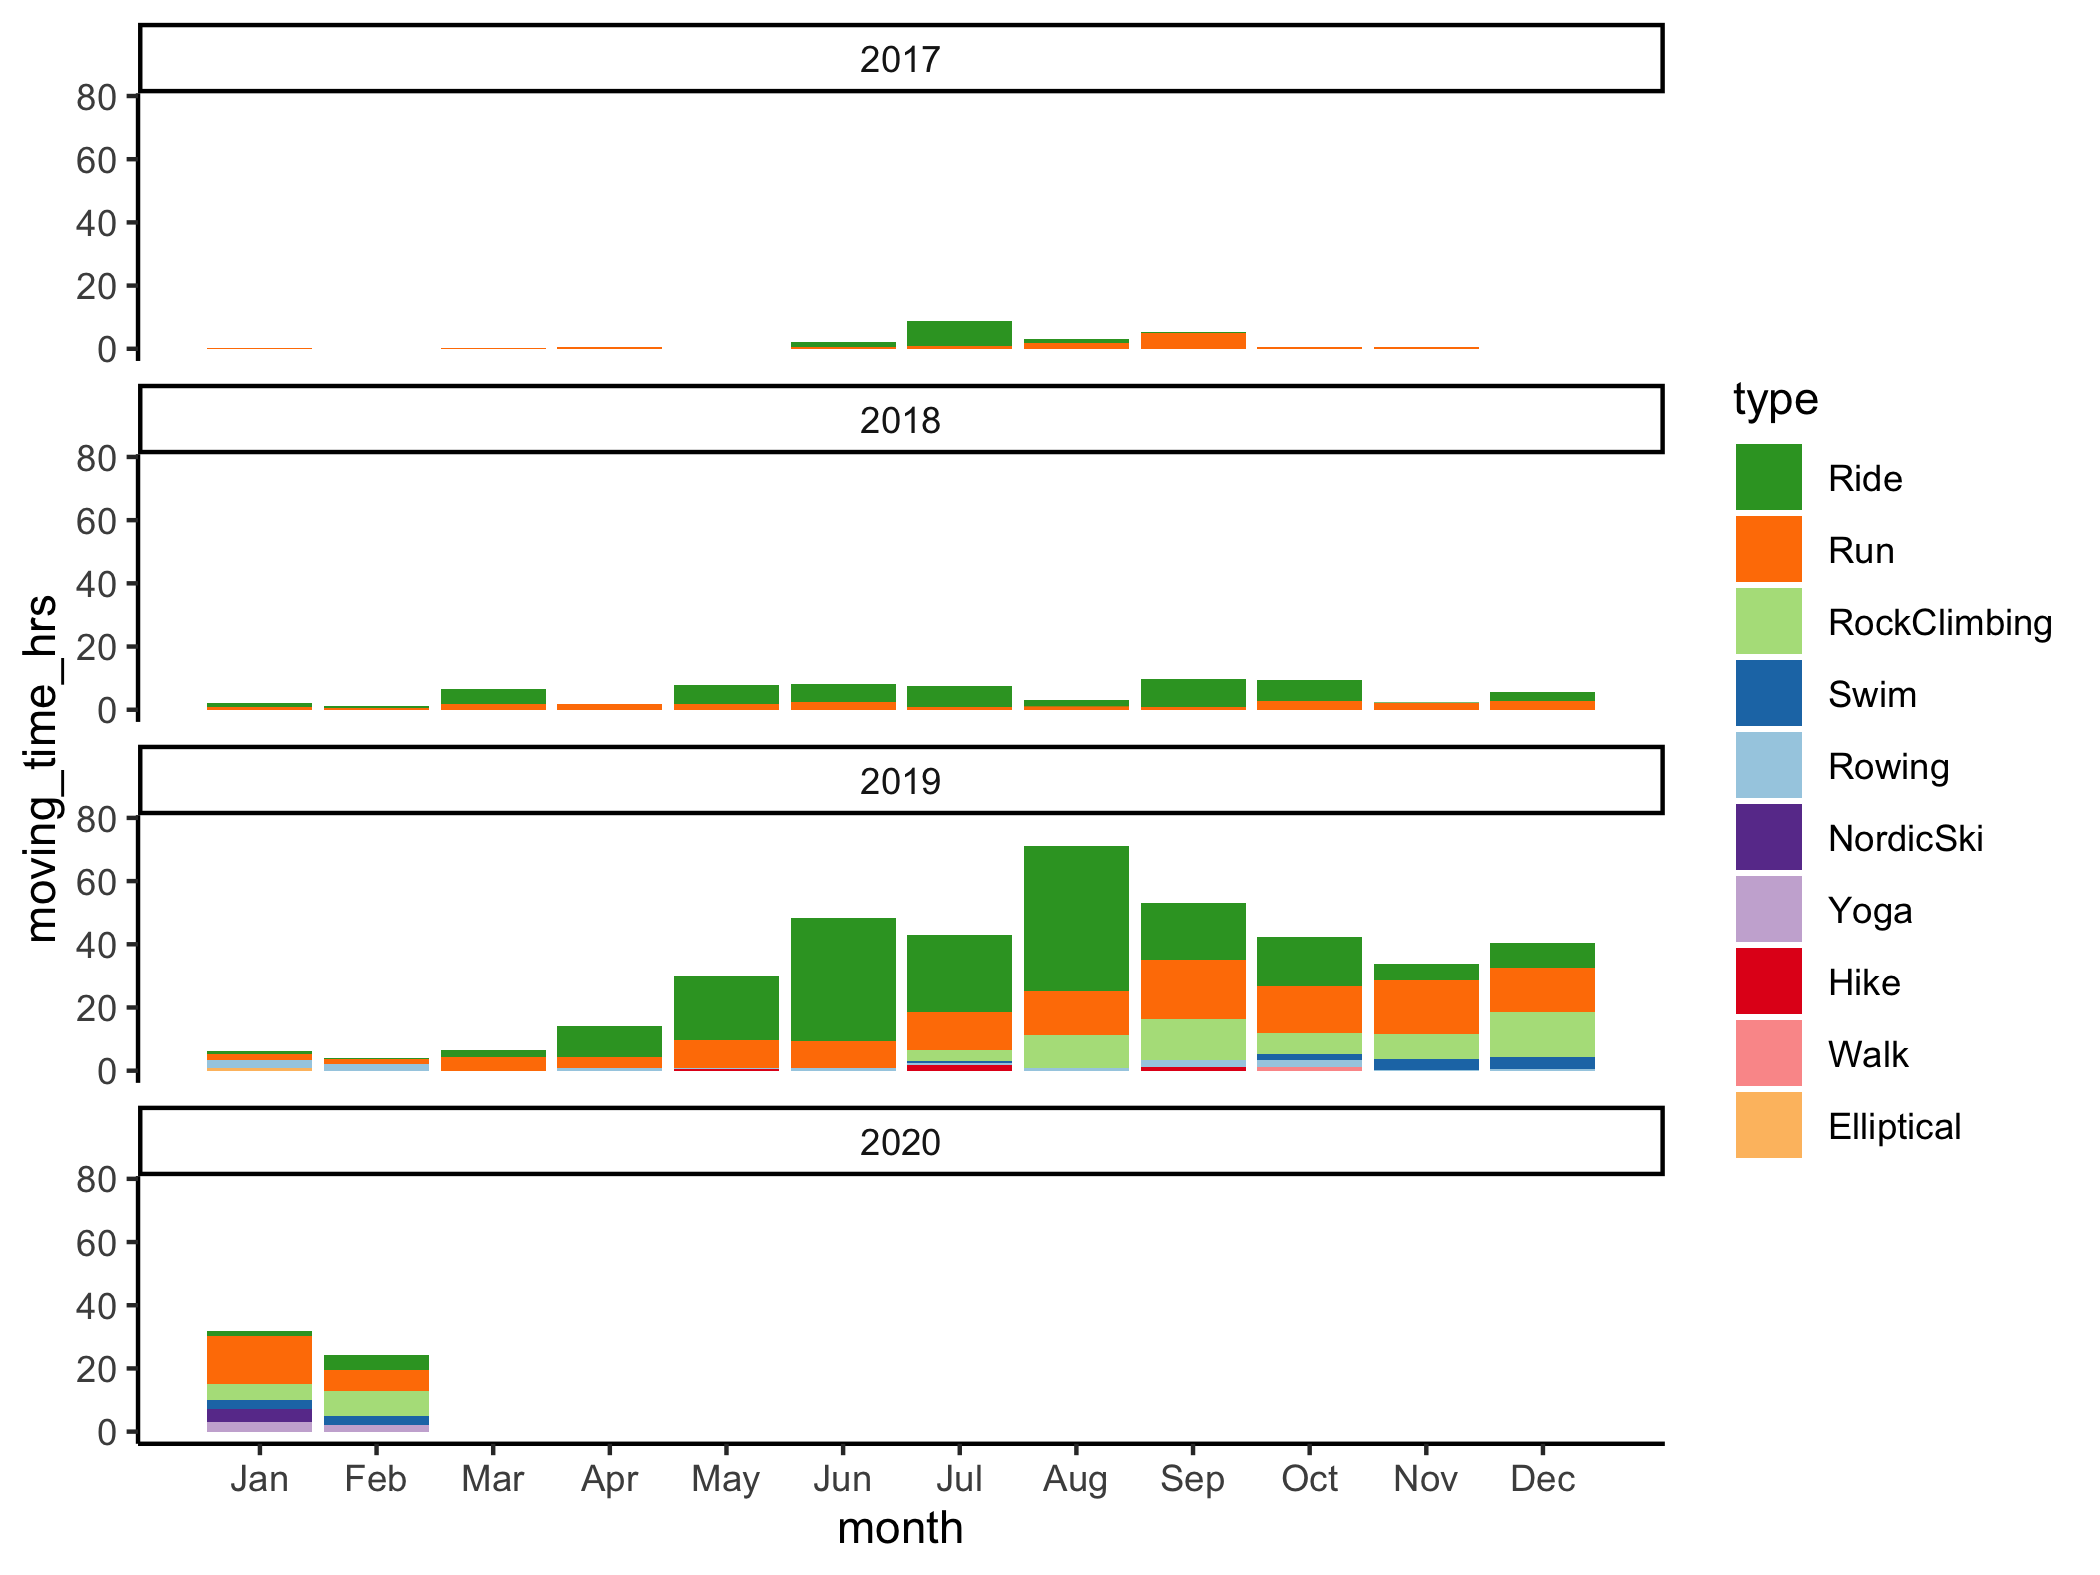 2017
80
60
40
20
0
2018
80
60
40
20
0
2019
80
60
40
20
0
2020
80
60
40
20
0
Jan Feb Mar Apr May Jun Jul Aug Sep Oct Nov Dec
month
moving_time_hrs
type
Ride
Run
RockClimbing
Swim
Rowing
NordicSki
Yoga
Hike
Walk
Elliptical